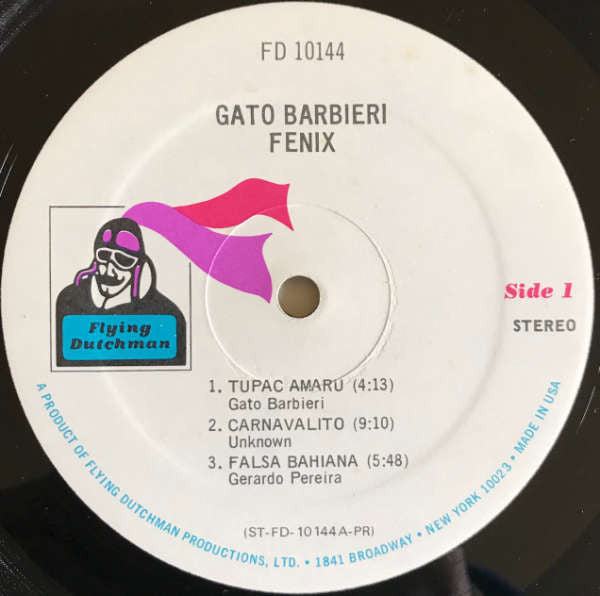 FD 10144
GATO BARBIERI
FENIX
Flying
Dutchman
Side 1
STEREO
1. TUPAC AMARU (4:13)
Gato Barbieri
2. CARNAVALITO (9:10)
Unknown
3. FALSA BAHIANA (5:48)
Gerardo Pereira
(ST-FD-10144A-PR)
A PRODUCT OF FLYING DUTCHMAN PRODUCTIONS, LTD. • 1841 BROADWAY • NEW YORK 10023 • MADE IN USA